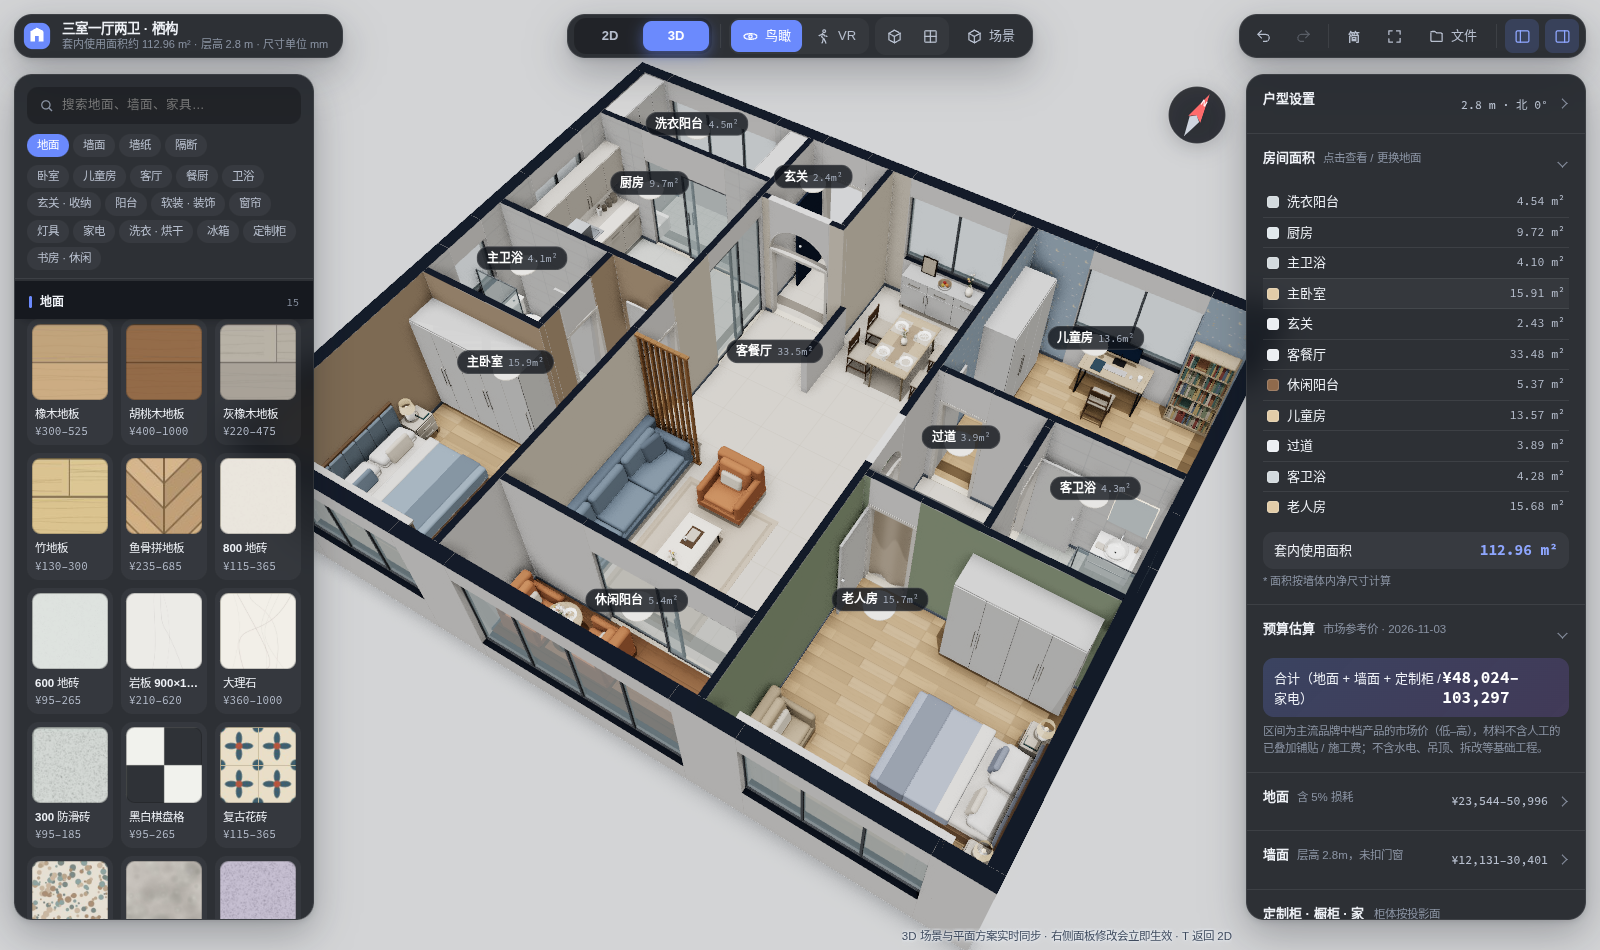 三室一厅两卫 · 栖构
套内使用面积约 112.96 m² · 层高 2.8 m · 尺寸单位 mm
2D
3D
鸟瞰
VR
场景
简
文件
搜索地面、墙面、家具…
地面
墙面
墙纸
隔断
卧室
儿童房
客厅
餐厨
卫浴
玄关 · 收纳
阳台
软装 · 装饰
窗帘
灯具
家电
洗衣 · 烘干
冰箱
定制柜
书房 · 休闲
地面
15
橡木地板
¥300–525
胡桃木地板
¥400–1000
灰橡木地板
¥220–475
竹地板
¥130–300
鱼骨拼地板
¥235–685
800 地砖
¥115–365
600 地砖
¥95–265
岩板 900×1...
¥210–620
大理石
¥360–1000
300 防滑砖
¥95–185
黑白棋盘格
¥95–265
复古花砖
¥115–365
洗衣阳台 4.5m²
厨房 9.7m²
玄关 2.4m²
主卫浴 4.1m²
主卧室 15.9m²
客餐厅 33.5m²
儿童房 13.6m²
过道 3.9m²
客卫浴 4.3m²
休闲阳台 5.4m²
老人房 15.7m²
3D 场景与平面方案实时同步 · 右侧面板修改会立即生效 · T 返回 2D
户型设置
2.8 m · 北 0°
房间面积 点击查看 / 更换地面
洗衣阳台 4.54 m²
厨房 9.72 m²
主卫浴 4.10 m²
主卧室 15.91 m²
玄关 2.43 m²
客餐厅 33.48 m²
休闲阳台 5.37 m²
儿童房 13.57 m²
过道 3.89 m²
客卫浴 4.28 m²
老人房 15.68 m²
套内使用面积 112.96 m²
* 面积按墙体内净尺寸计算
预算估算 市场参考价 · 2026-11-03
合计（地面 + 墙面 + 定制柜 /
家电）
¥48,024–
103,297
区间为主流品牌中档产品的市场价（低–高），材料不含人工的
已叠加铺贴 / 施工费；不含水电、吊顶、拆改等基础工程。
地面 含 5% 损耗 ¥23,544–50,996
墙面 层高 2.8m，未扣门窗 ¥12,131–30,401
定制柜 · 橱柜 · 家 柜体按投影面